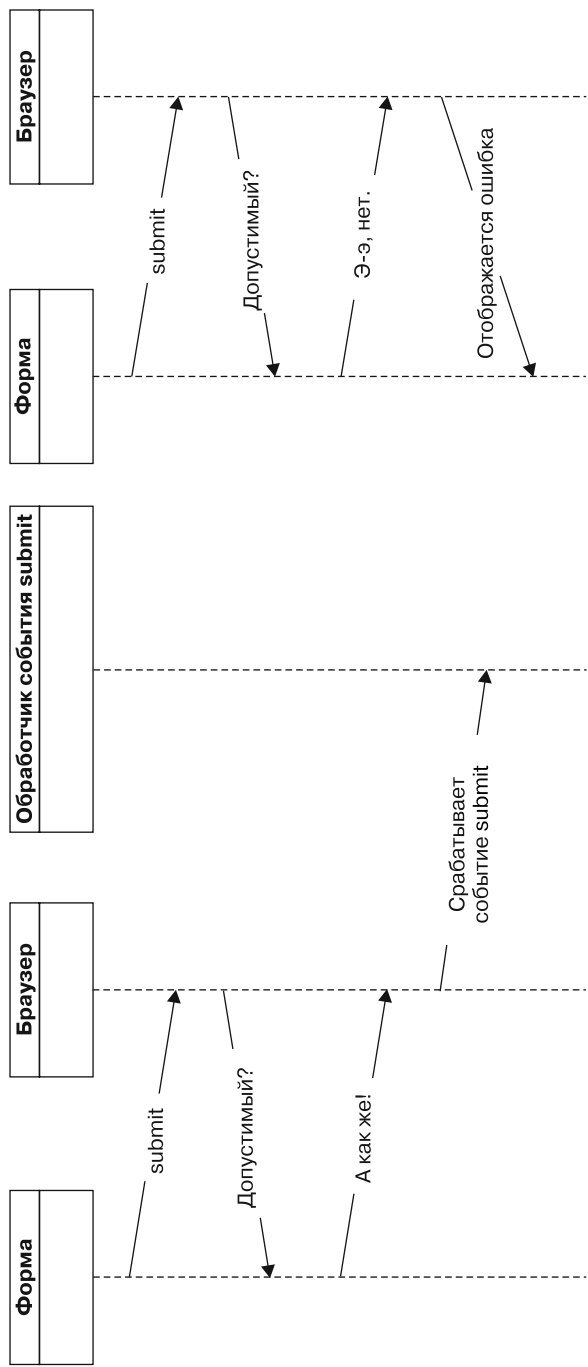 Форма
Браузер
Обработчик события submit
submit
Допустимый?
А как же!
Срабатывает
событие submit
Форма
Браузер
submit
Допустимый?
Э-э, нет.
Отображается ошибка